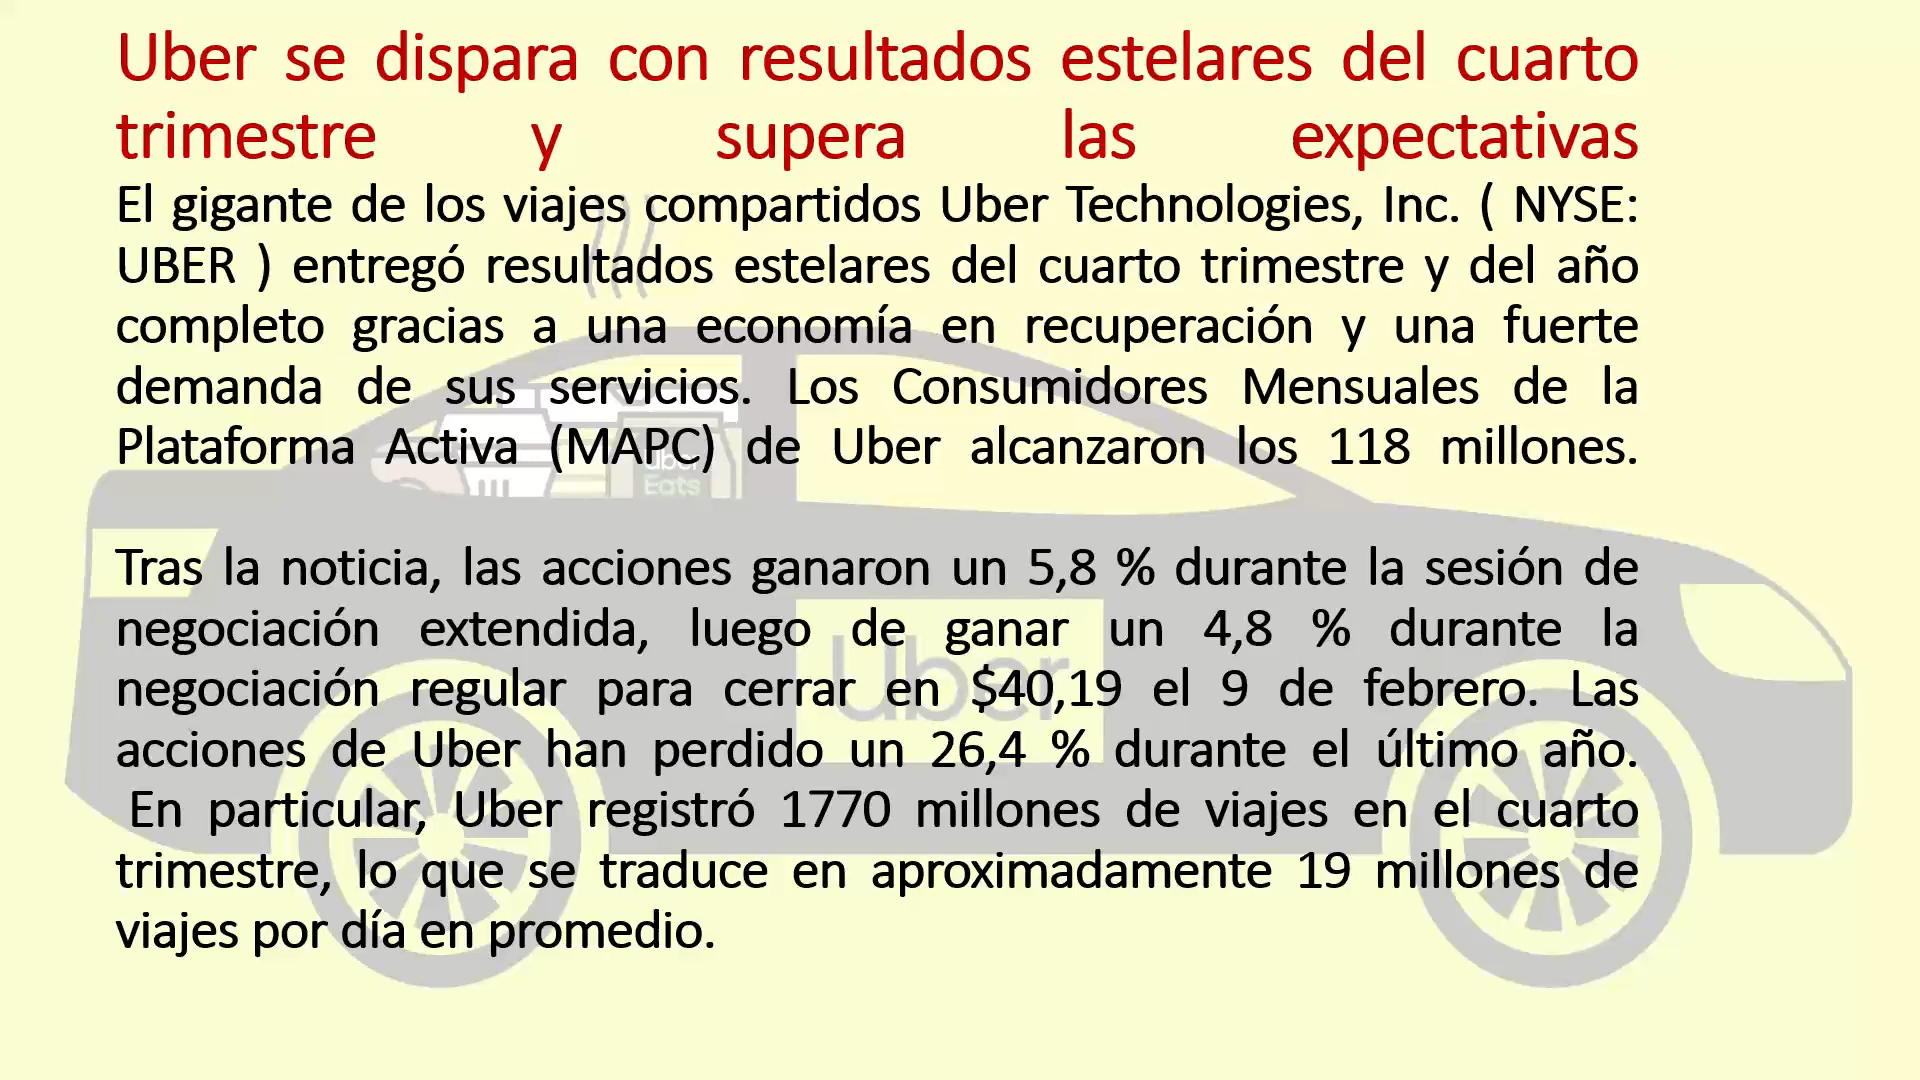 Uber se dispara con resultados estelares del cuarto
trimestre y supera las expectativas
El gigante de los viajes compartidos Uber Technologies, Inc. ( NYSE:
UBER ) entregó resultados estelares del cuarto trimestre y del año
completo gracias a una economía en recuperación y una fuerte
demanda de sus servicios. Los Consumidores Mensuales de la
Plataforma Activa (MAPC) de Uber alcanzaron los 118 millones.
Uber
Eats
Tras la noticia, las acciones ganaron un 5,8 % durante la sesión de
negociación extendida, luego de ganar un 4,8 % durante la
negociación regular para cerrar en $40,19 el 9 de febrero. Las
Uber
acciones de Uber han perdido un 26,4 % durante el último año.
En particular, Uber registró 1770 millones de viajes en el cuarto
trimestre, lo que se traduce en aproximadamente 19 millones de
viajes por día en promedio.